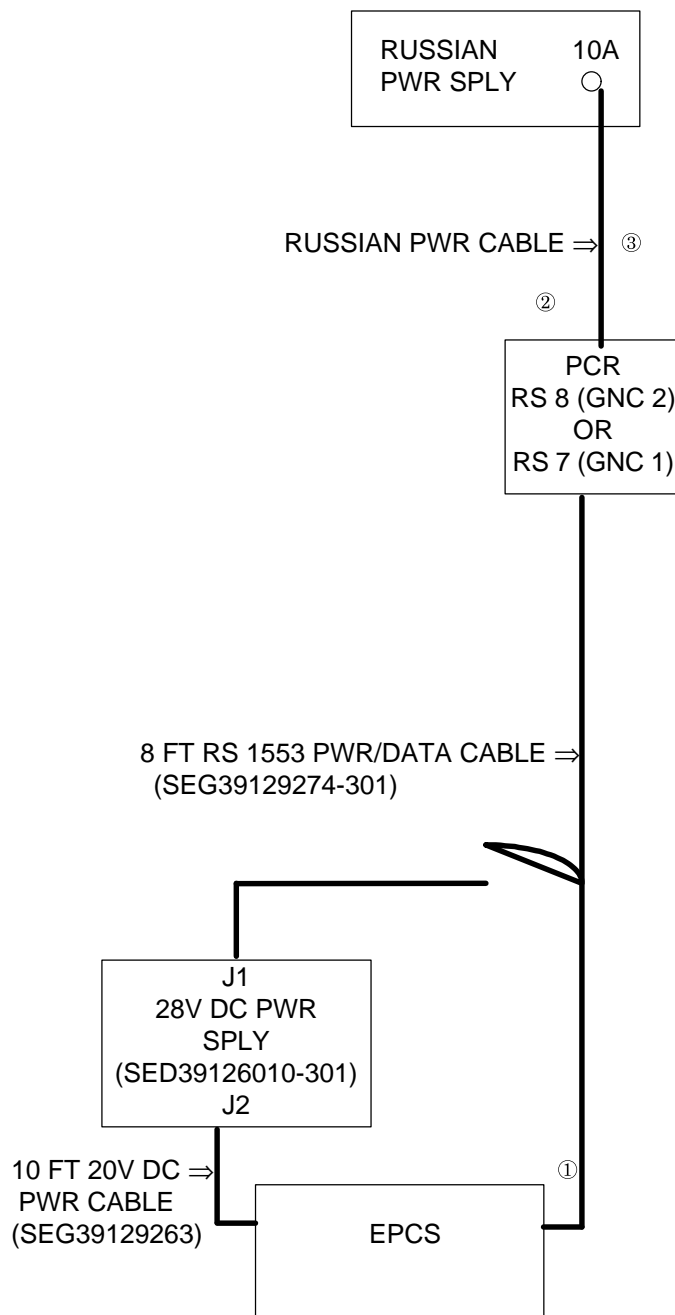 RUSSIAN 10A
PWR SPLY
RUSSIAN PWR CABLE ⇒ ③
②
PCR
RS 8 (GNC 2)
OR
RS 7 (GNC 1)
8 FT RS 1553 PWR/DATA CABLE ⇒
(SEG39129274-301)
J1
28V DC PWR
SPLY
(SED39126010-301)
J2
10 FT 20V DC ⇒
PWR CABLE
(SEG39129263)
①
EPCS